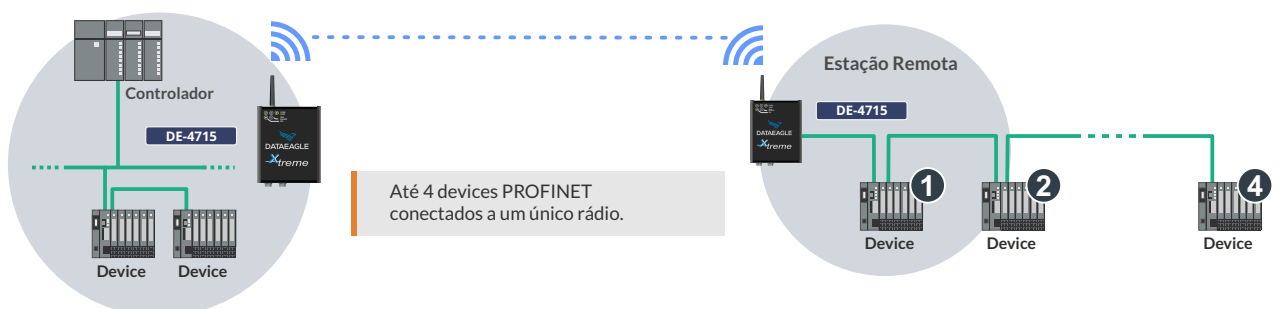 Controlador
DE-4715
DATAEAGLE
Xtreme
Device
Device
Até 4 devices PROFINET
conectados a um único rádio.
Estação Remota
DE-4715
DATAEAGLE
Xtreme
1
2
4
Device
Device
Device